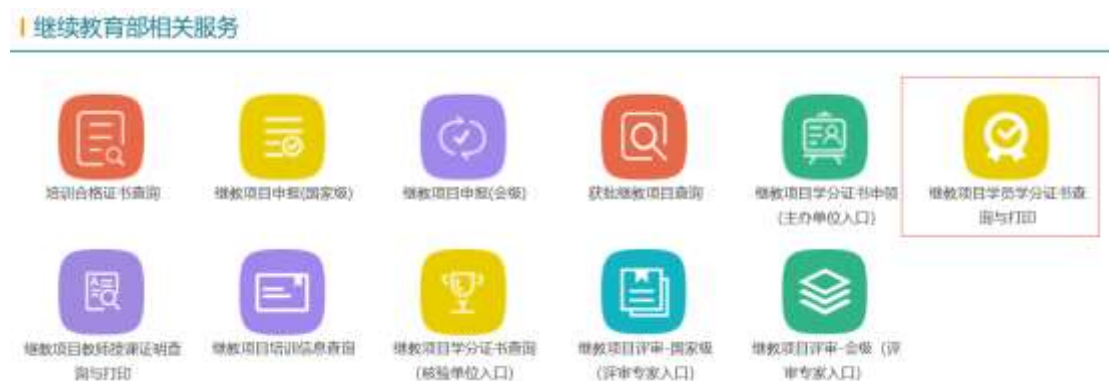 继续教育部相关服务
培训合格证书查询
继教项目申报(国家级)
继教项目申报(会级)
获批继教项目查询
继教项目学分证书申领
(主办单位入口)
继教项目学员学分证书查
询与打印
继教项目教师授课证明查
询与打印
继教项目培训信息查询
继教项目学分证书查询
(核验单位入口)
继教项目评审-国家级
(评审专家入口)
继教项目评审-会级(评
审专家入口)